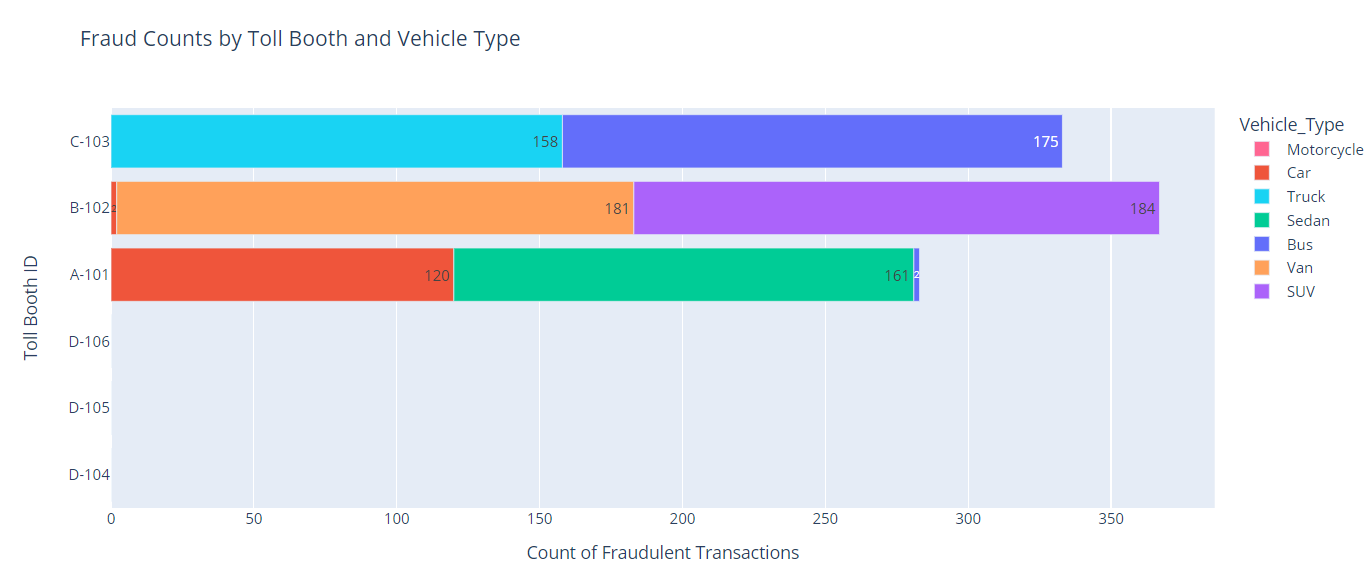 Fraud Counts by Toll Booth and Vehicle Type
Vehicle_Type
Motorcycle
Car
Truck
Sedan
Bus
Van
SUV
Toll Booth ID
C-103 158 175
B-102 2 181 184
A-101 120 161 2
D-106
D-105
D-104
0 50 100 150 200 250 300 350
Count of Fraudulent Transactions